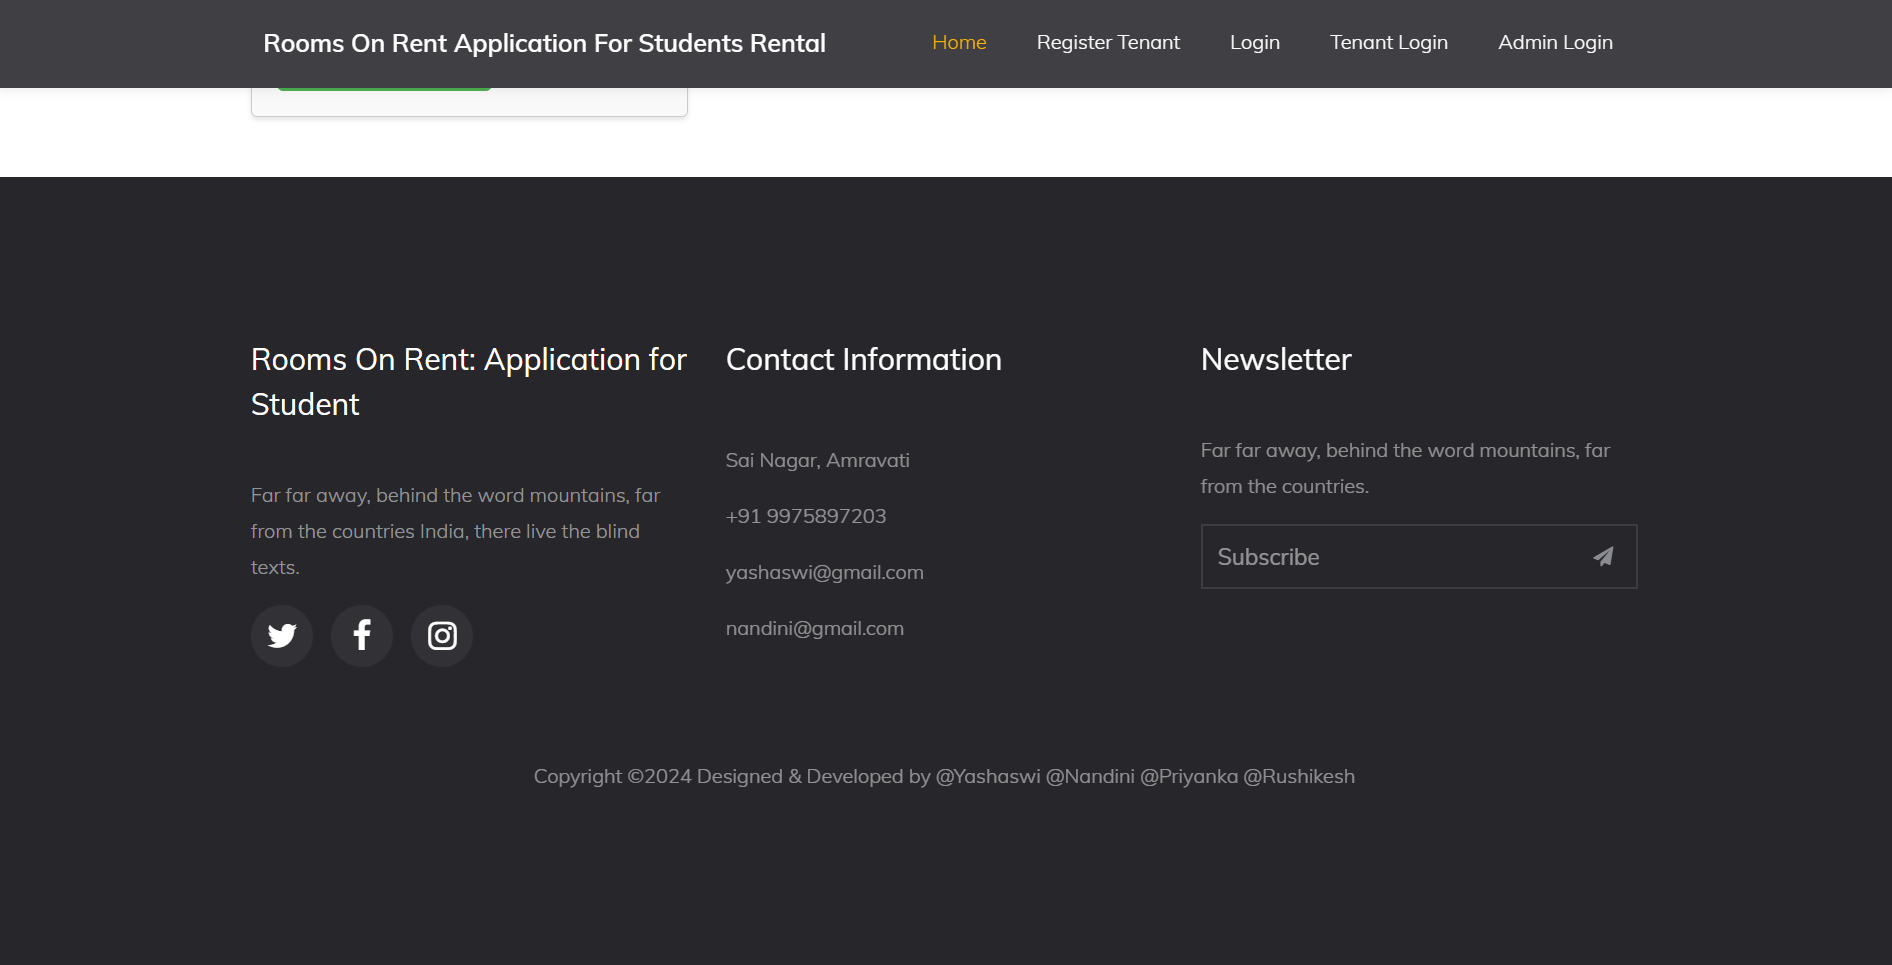 Rooms On Rent Application For Students Rental
Home
Register Tenant
Login
Tenant Login
Admin Login
Rooms On Rent: Application for
Student
Far far away, behind the word mountains, far
from the countries India, there live the blind
texts.
Contact Information
Sai Nagar, Amravati
+91 9975897203
yashaswi@gmail.com
nandini@gmail.com
Newsletter
Far far away, behind the word mountains, far
from the countries.
Subscribe
Copyright ©2024 Designed & Developed by @Yashaswi @Nandini @Priyanka @Rushikesh